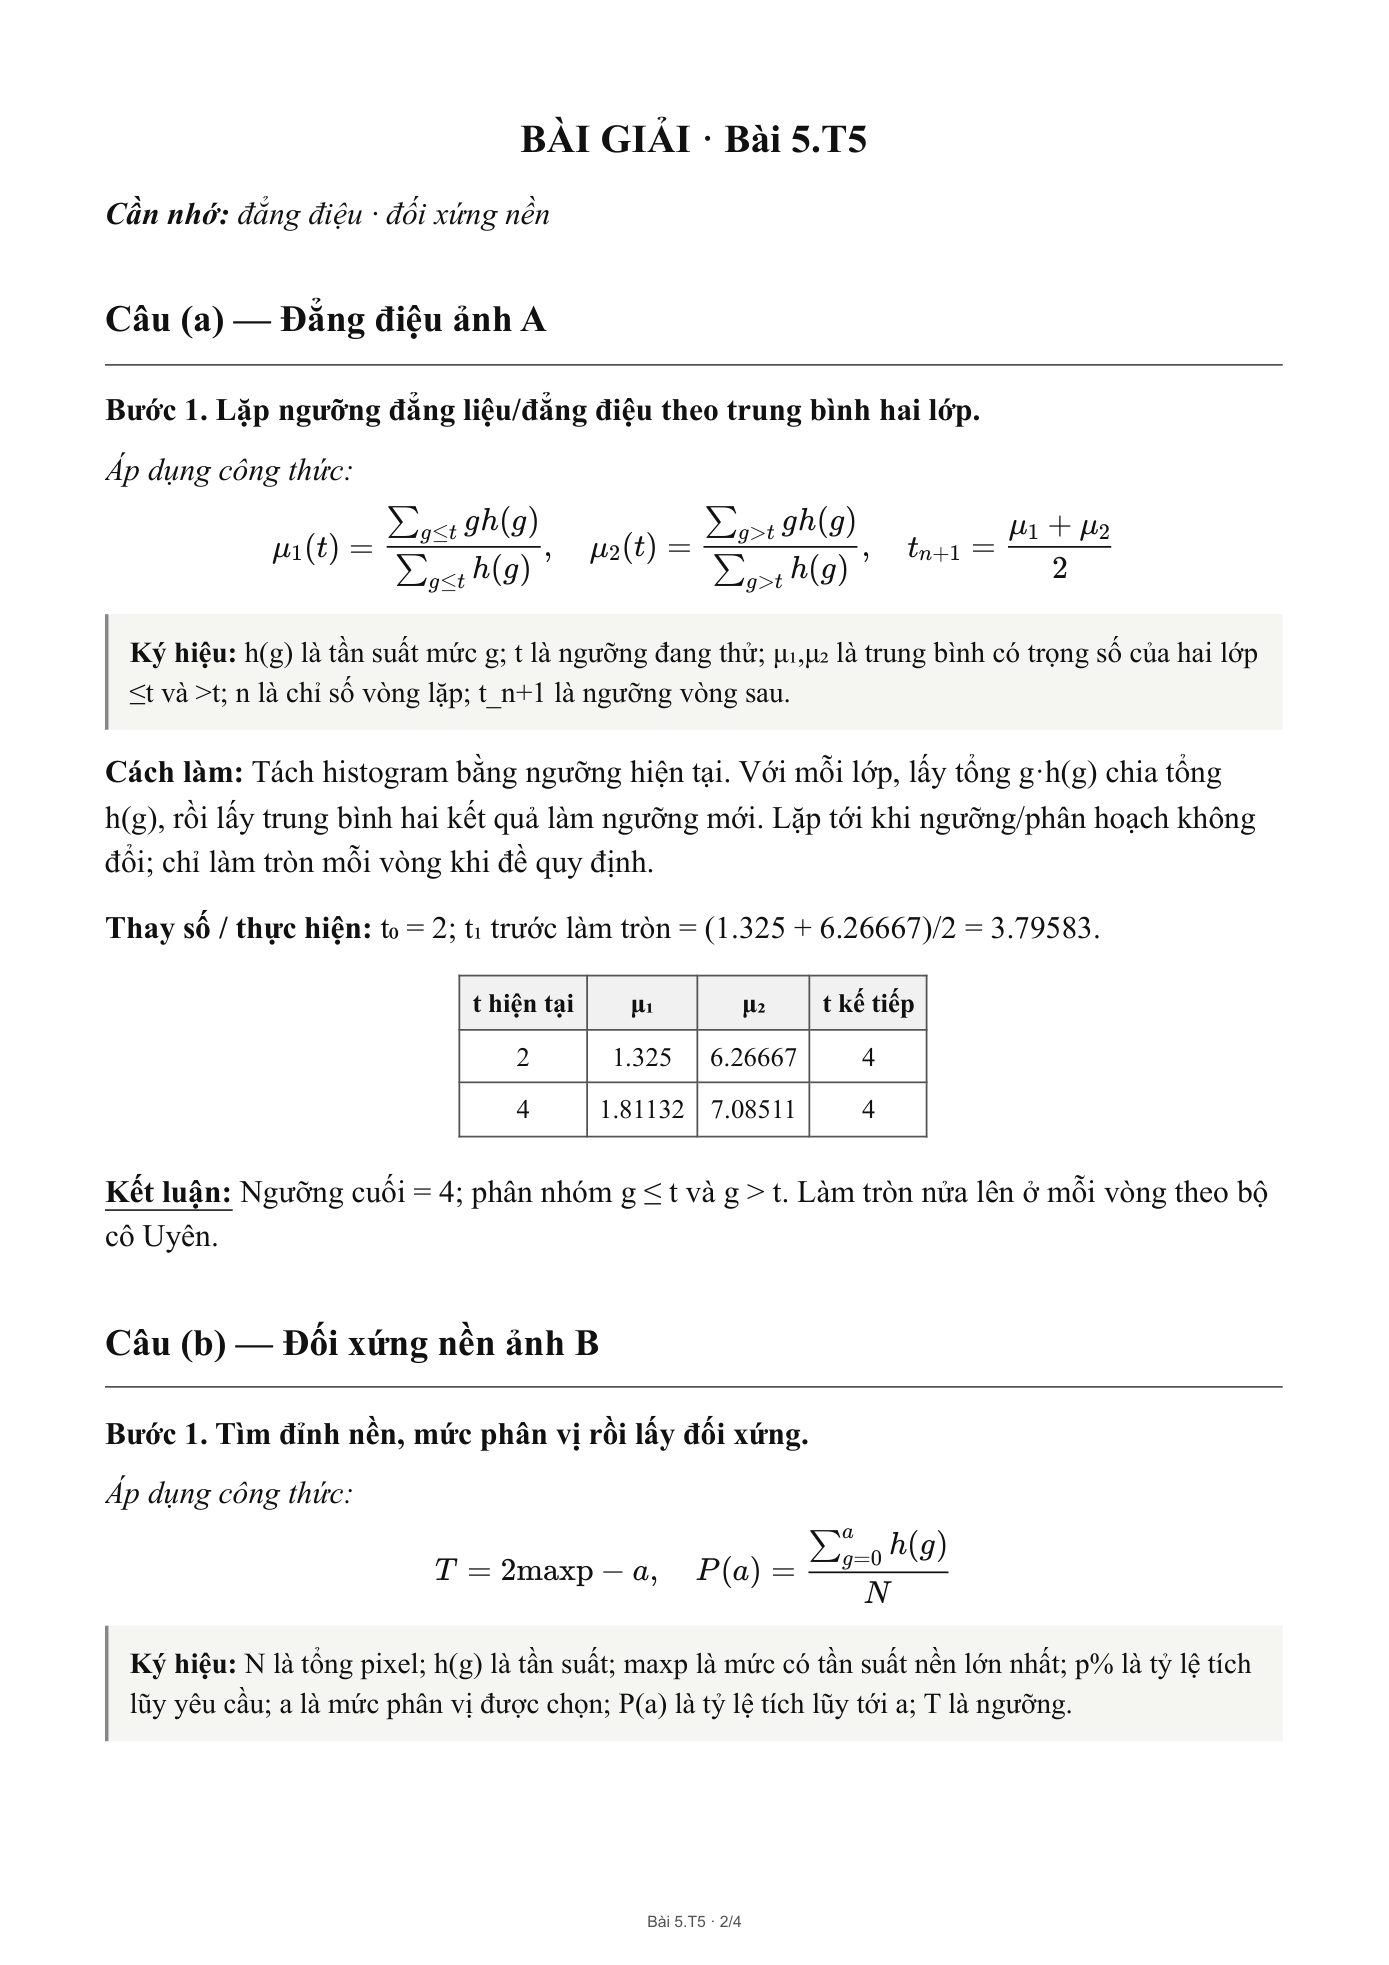 BÀI GIẢI · Bài 5.T5
Cần nhớ: đẳng điệu · đối xứng nền
Câu (a) — Đẳng điệu ảnh A
Bước 1. Lặp ngưỡng đẳng liệu/đẳng điệu theo trung bình hai lớp.
Áp dụng công thức:
μ₁(t) = ∑_{g≤t} gh(g) / ∑_{g≤t} h(g), μ₂(t) = ∑_{g>t} gh(g) / ∑_{g>t} h(g), t_{n+1} = (μ₁ + μ₂) / 2
Ký hiệu: h(g) là tần suất mức g; t là ngưỡng đang thử; μ₁,μ₂ là trung bình có trọng số của hai lớp
≤t và >t; n là chỉ số vòng lặp; t_n+1 là ngưỡng vòng sau.
Cách làm: Tách histogram bằng ngưỡng hiện tại. Với mỗi lớp, lấy tổng g·h(g) chia tổng
h(g), rồi lấy trung bình hai kết quả làm ngưỡng mới. Lặp tới khi ngưỡng/phân hoạch không
đổi; chỉ làm tròn mỗi vòng khi đề quy định.
Thay số / thực hiện: t₀ = 2; t₁ trước làm tròn = (1.325 + 6.26667)/2 = 3.79583.
t hiện tại μ₁ μ₂ t kế tiếp
2 1.325 6.26667 4
4 1.81132 7.08511 4
Kết luận: Ngưỡng cuối = 4; phân nhóm g ≤ t và g > t. Làm tròn nửa lên ở mỗi vòng theo bộ
cô Uyên.
Câu (b) — Đối xứng nền ảnh B
Bước 1. Tìm đỉnh nền, mức phân vị rồi lấy đối xứng.
Áp dụng công thức:
T = 2maxp − a, P(a) = ∑_{g=0}^{a} h(g) / N
Ký hiệu: N là tổng pixel; h(g) là tần suất; maxp là mức có tần suất nền lớn nhất; p% là tỷ lệ tích
lũy yêu cầu; a là mức phân vị được chọn; P(a) là tỷ lệ tích lũy tới a; T là ngưỡng.
Bài 5.T5 · 2/4